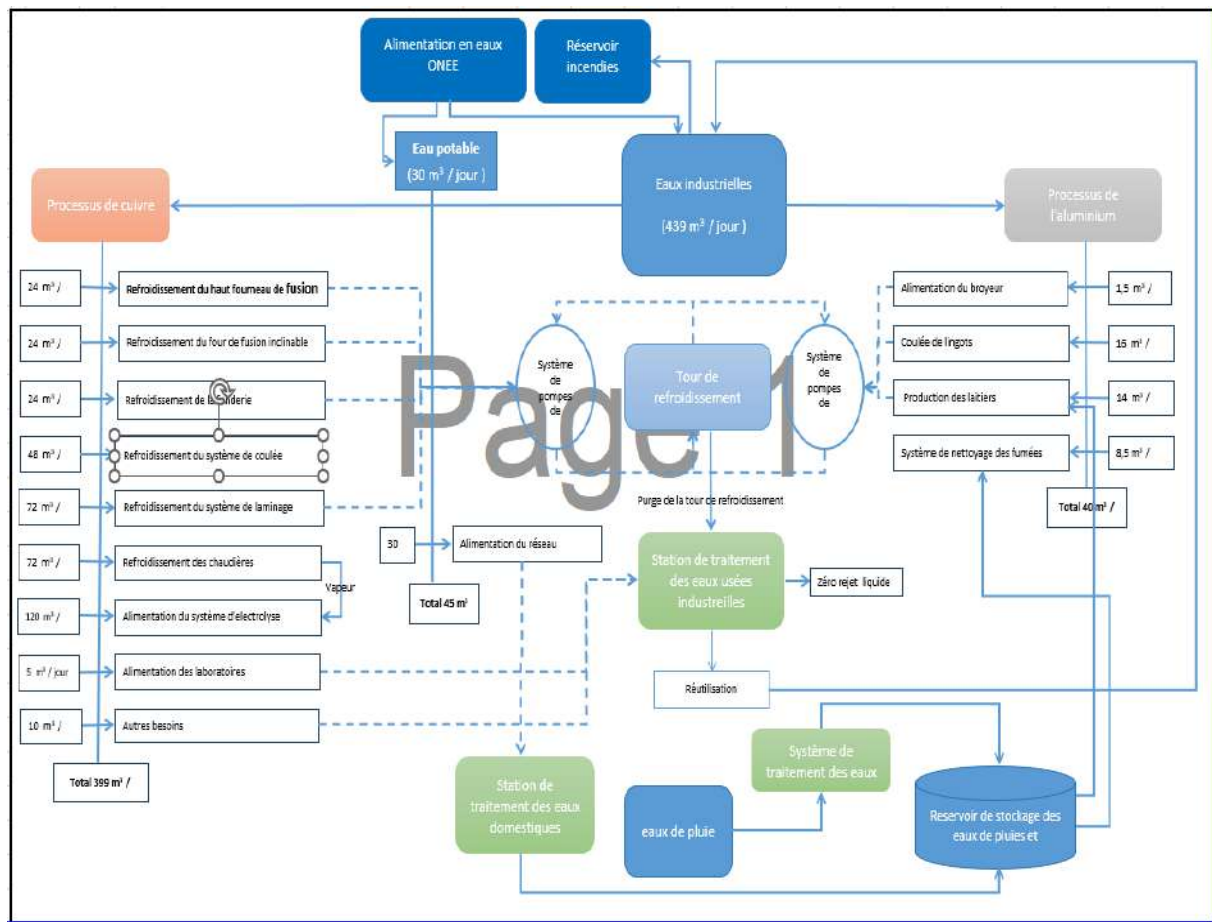 Alimentation en eaux
ONEE
Réservoir
incendies
Eau potable
(30 m³ / jour )
Eaux industrielles
(439 m³ / jour )
Processus de cuivre
Processus de
l'aluminium
24 m³ /
Refroidissement du haut fourneau de fusion
24 m³ /
Refroidissement du four de fusion inclinable
24 m³ /
Refroidissement de la
48 m³ /
Refroidissement du système de coulée
72 m³ /
Refroidissement du système de laminage
72 m³ /
Refroidissement des chaudières
Vapeur
120 m³ /
Alimentation du système d'electrolyse
5 m³ / jour
Alimentation des laboratoires
10 m³ /
Autres besoins
Total 399 m³ /
Système
de
pompes
de
Tour de
refroidissement
Système
de
pompes
de
Page 1
Alimentation du broyeur
1,5 m³ /
Coulée de lingots
16 m³ /
Production des laitiers
14 m³ /
Système de nettoyage des fumées
8,5 m³ /
Total 40 m³ /
Purge de la tour de refroidissement
30
Alimentation du réseau
Total 45 m³
Station de traitement
des eaux usées
industreilles
Zéro rejet liquide
Réutilisation
Station de
traitement des eaux
domestiques
eaux de pluie
Système de
traitement des eaux
Reservoir de stockage des
eaux de pluies et